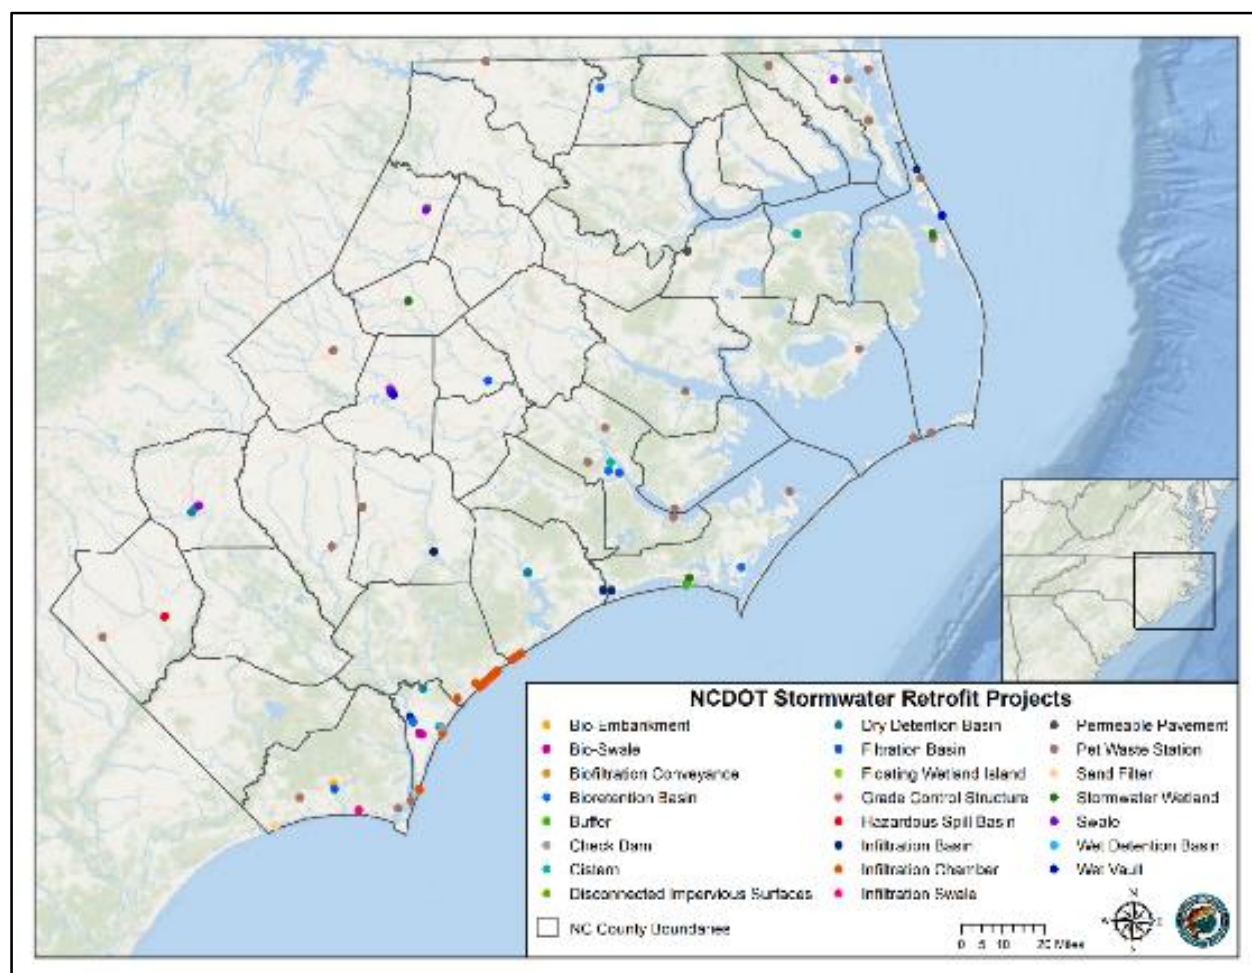 NCDOT Stormwater Retrofit Projects
Bio-Embankment
Bio-Swale
Biofiltration Conveyance
Bioretention Basin
Buffer
Check Dam
Cistern
Disconnected Impervious Surfaces
NC County Boundaries
Dry Detention Basin
Filtration Basin
Floating Wetland Island
Grade Control Structure
Hazardous Spill Basin
Infiltration Basin
Infiltration Chamber
Infiltration Swale
Permeable Pavement
Pet Waste Station
Sand Filter
Stormwater Wetland
Swale
Wet Detention Basin
Wet Vault
N
W E
S
0 5 10 20 Miles